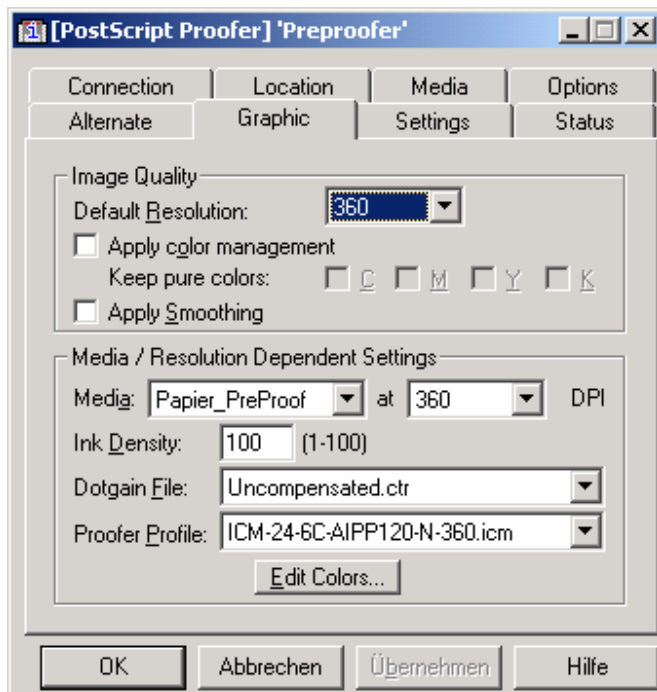 [PostScript Proofer] 'Preproofer'
Connection Location Media Options
Alternate Graphic Settings Status
Image Quality
Default Resolution: 360
Apply color management
Keep pure colors: C M Y K
Apply Smoothing
Media / Resolution Dependent Settings
Media: Papier_PreProof at 360 DPI
Ink Density: 100 (1-100)
Dotgain File: Uncompensated.ctr
Proofer Profile: ICM-24-6C-AIPP120-N-360.icm
Edit Colors...
OK Abbrechen Übernehmen Hilfe